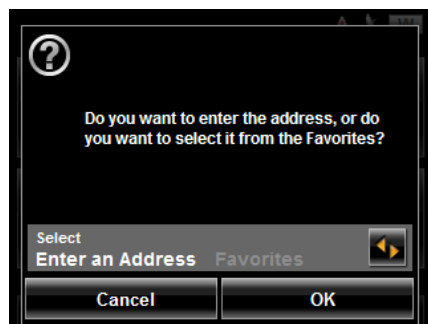 Do you want to enter the address, or do
you want to select it from the Favorites?
Select
Enter an Address Favorites
Cancel OK